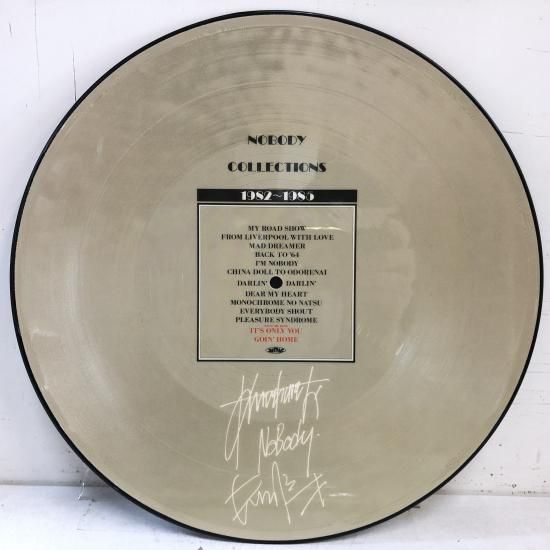 NOBODY
COLLECTIONS
1982~1985
MY ROAD SHOW
FROM LIVERPOOL WITH LOVE
MAD DREAMER
BACK TO '64
I'M NOBODY
CHINA DOLL TO ODORENAI
DARLIN' DARLIN'
DEAR MY HEART
MONOCHROME NO NATSU
EVERYBODY SHOUT
PLEASURE SYNDROME
IT'S ONLY YOU
GOIN' HOME
NoBody.